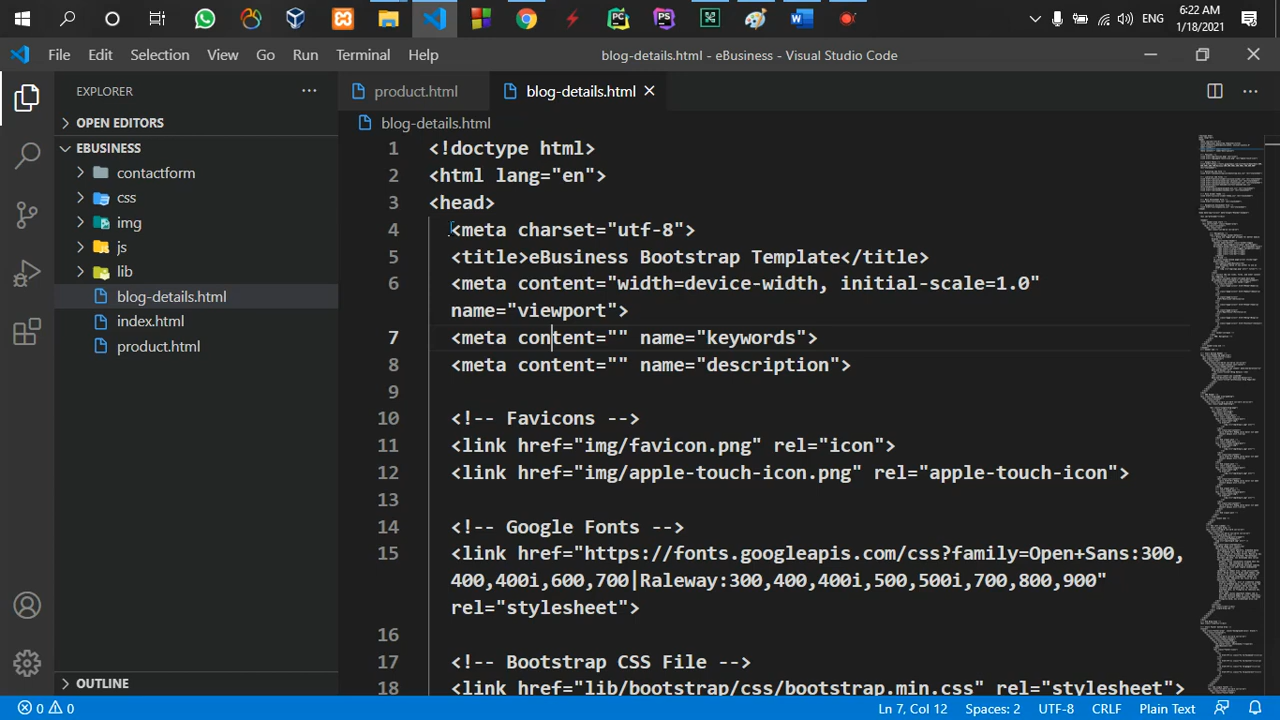 ENG
6:22 AM
1/18/2021
File Edit Selection View Go Run Terminal Help
blog-details.html - eBusiness - Visual Studio Code
EXPLORER
OPEN EDITORS
EBUSINESS
contactform
css
img
js
lib
blog-details.html
index.html
product.html
OUTLINE
product.html
blog-details.html
blog-details.html
1 <!doctype html>
2 <html lang="en">
3 <head>
4 <meta charset="utf-8">
5 <title>eBusiness Bootstrap Template</title>
6 <meta content="width=device-width, initial-scale=1.0"
name="viewport">
7 <meta content="" name="keywords">
8 <meta content="" name="description">
9
10 <!-- Favicons -->
11 <link href="img/favicon.png" rel="icon">
12 <link href="img/apple-touch-icon.png" rel="apple-touch-icon">
13
14 <!-- Google Fonts -->
15 <link href="https://fonts.googleapis.com/css?family=Open+Sans:300,
400,400i,600,700|Raleway:300,400,400i,500,500i,700,800,900"
rel="stylesheet">
16
17 <!-- Bootstrap CSS File -->
18 <link href="lib/bootstrap/css/bootstrap.min.css" rel="stylesheet">
0 0
Ln 7, Col 12 Spaces: 2 UTF-8 CRLF Plain Text